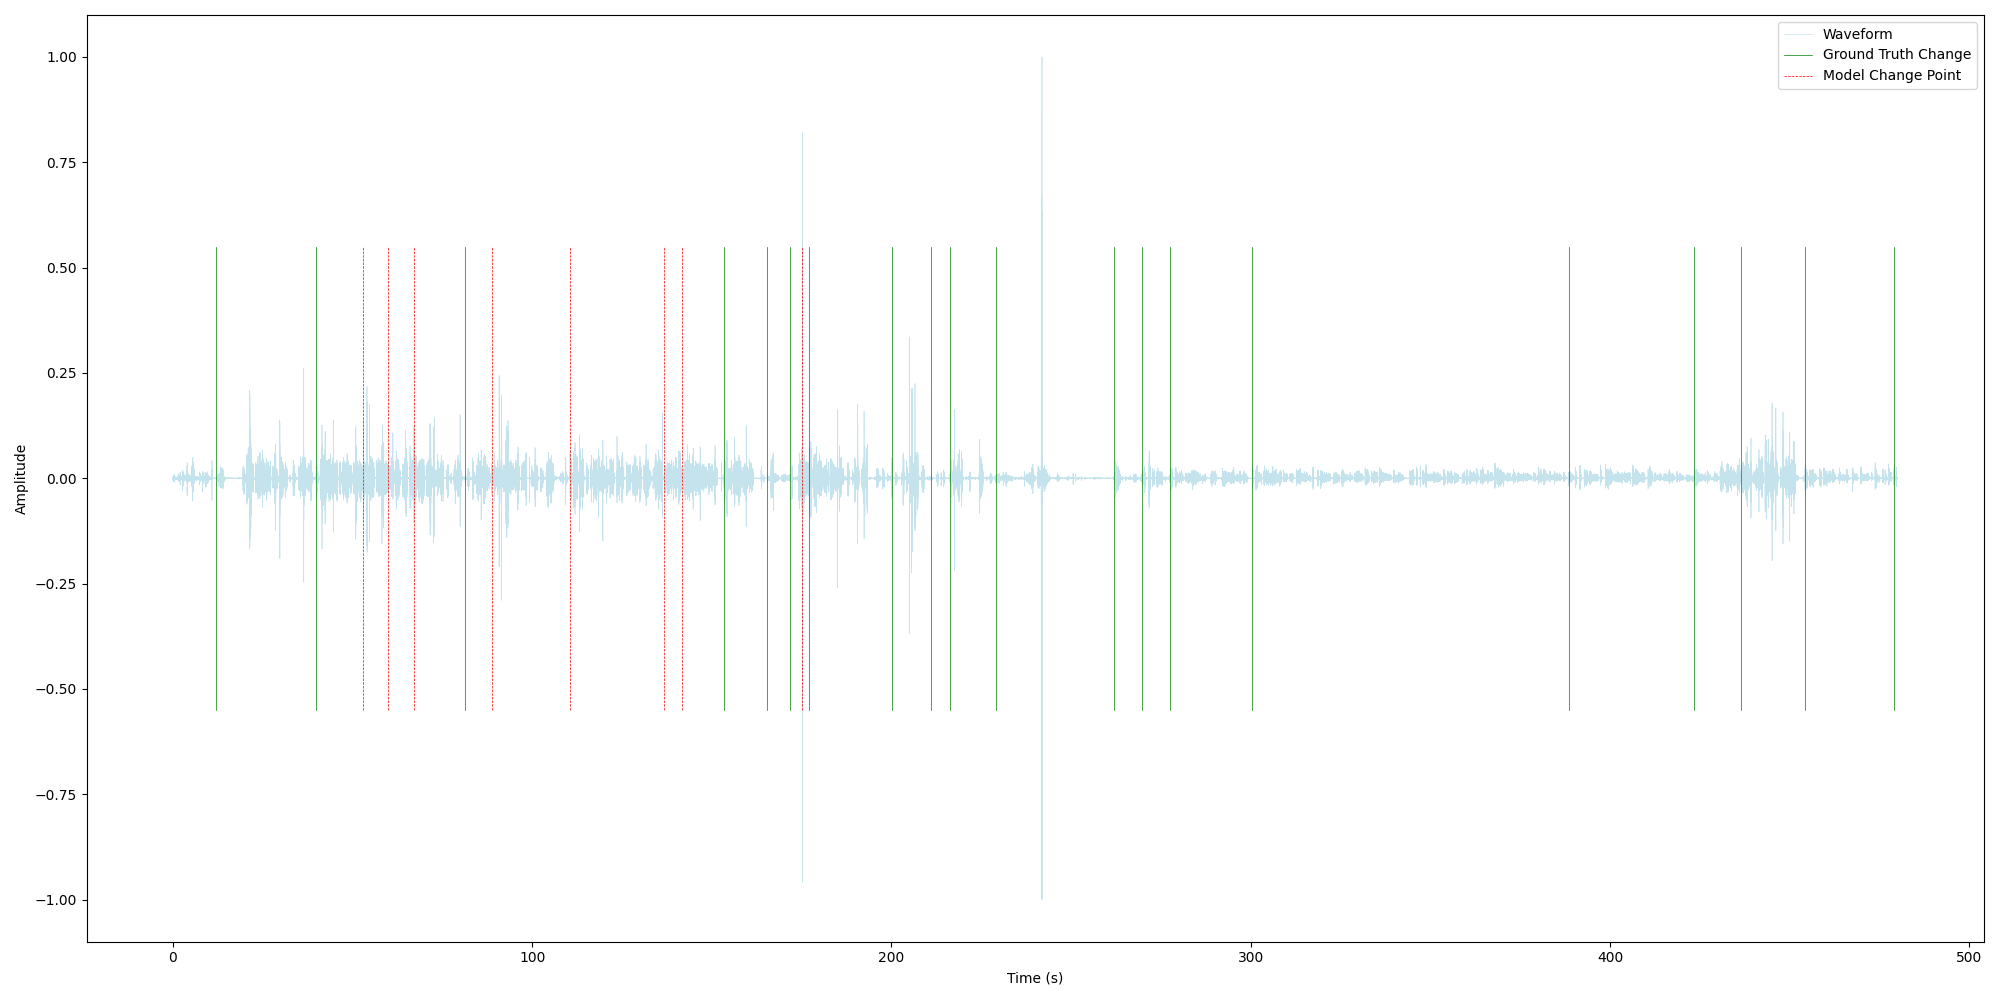 Waveform
Ground Truth Change
Model Change Point
1.00
0.75
0.50
0.25
0.00
−0.25
−0.50
−0.75
−1.00
Amplitude
0 100 200 300 400 500
Time (s)